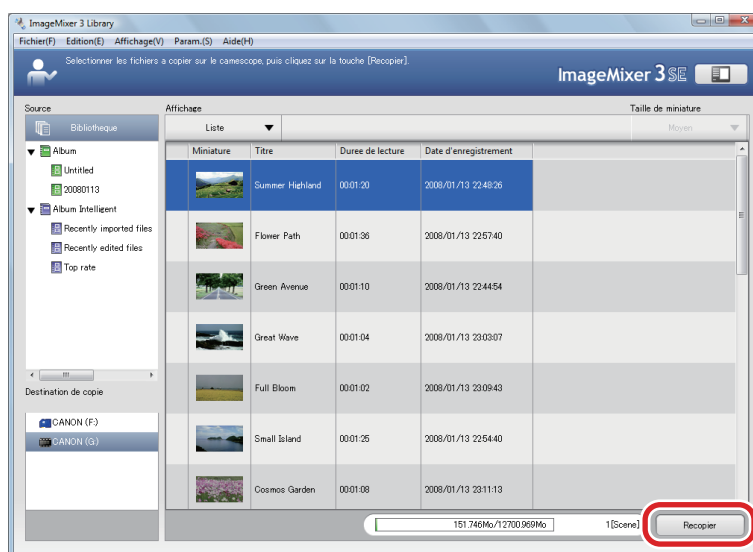 ImageMixer 3 Library
Fichier(F) Edition(E) Affichage(V) Param.(S) Aide(H)
Selectionner les fichiers a copier sur le camescope, puis cliquez sur la touche [Recopier].
ImageMixer 3 SE
Source
Affichage
Taille de miniature
Bibliotheque
Liste
Moyen
Album
Untitled
20080113
Album Intelligent
Recently imported files
Recently edited files
Top rate
Miniature Titre Duree de lecture Date d'enregistrement
Summer Highland 00:01:20 2008/01/13 22:48:26
Flower Path 00:01:36 2008/01/13 22:57:40
Green Avenue 00:01:10 2008/01/13 22:44:54
Great Wave 00:01:04 2008/01/13 23:03:07
Full Bloom 00:01:02 2008/01/13 23:09:43
Small Island 00:01:25 2008/01/13 22:54:40
Cosmos Garden 00:01:08 2008/01/13 23:11:13
Destination de copie
CANON (F:)
CANON (G:)
151.746Mo/12700.969Mo
1[Scene]
Recopier